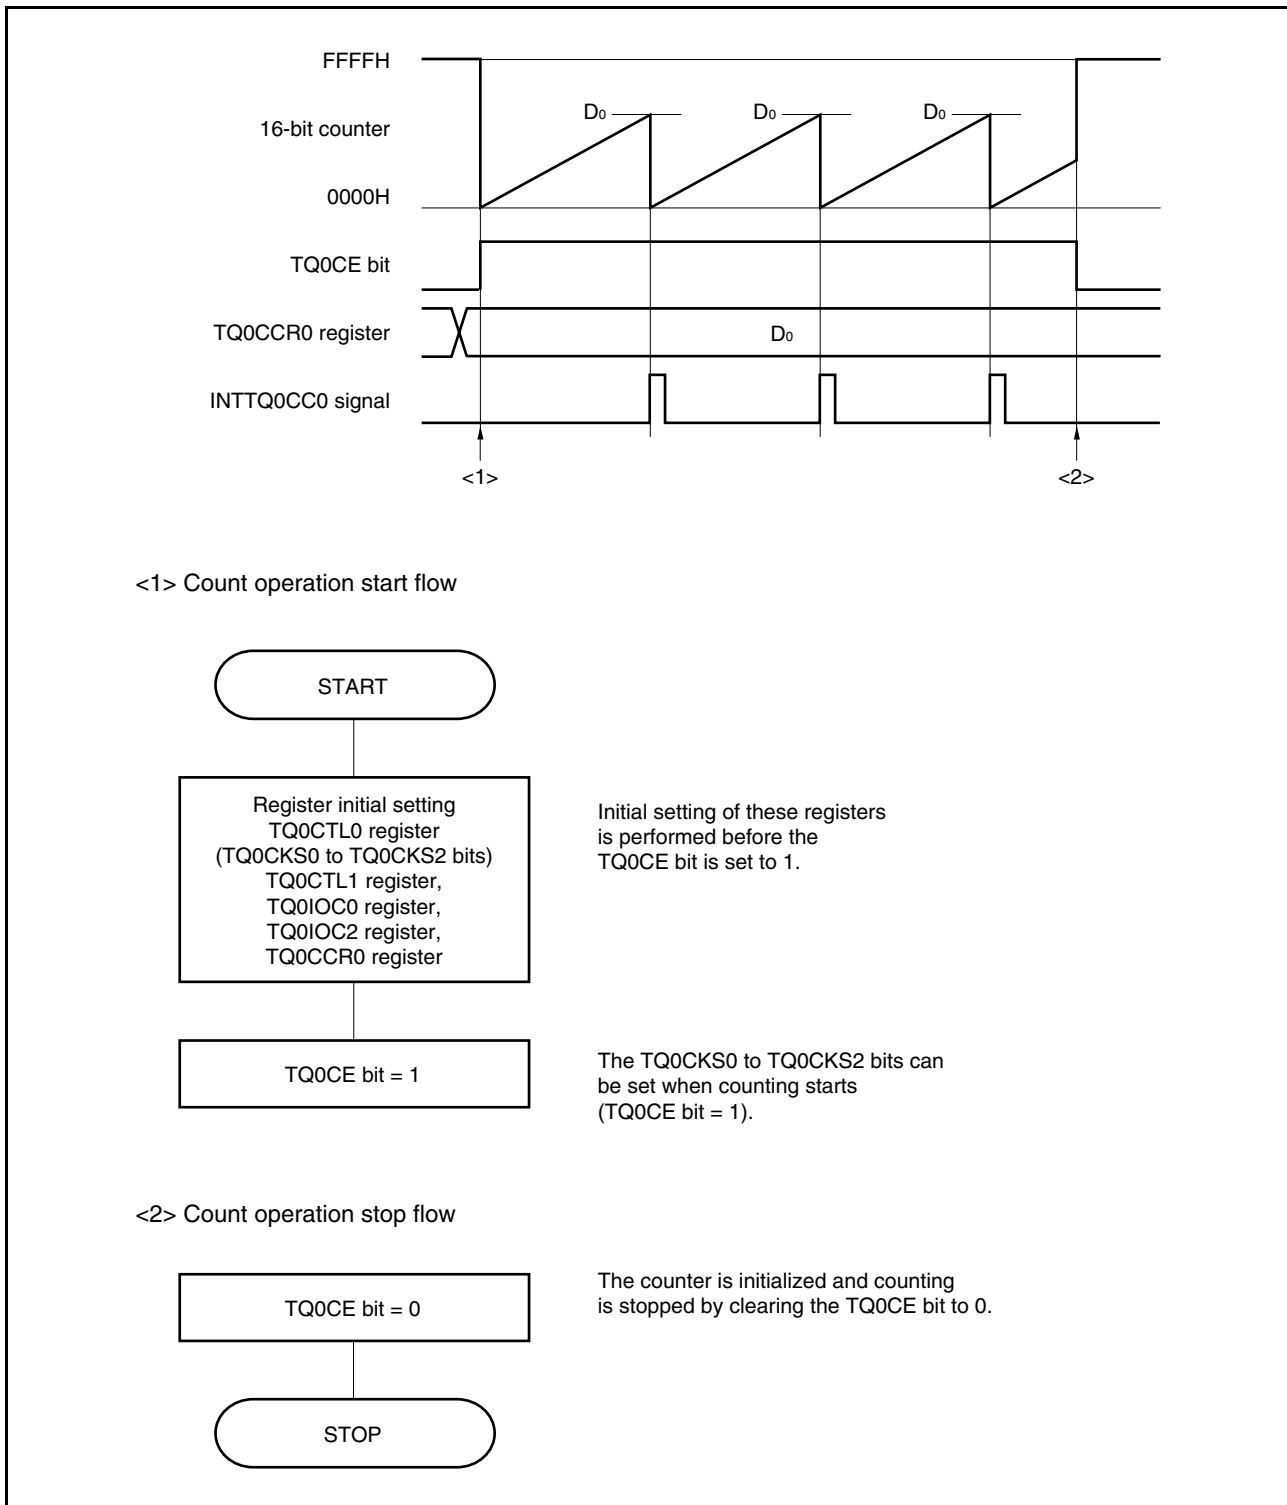 FFFFH
D0 D0 D0
16-bit counter
0000H
TQ0CE bit
TQ0CCR0 register
D0
INTTQ0CC0 signal
<1> <2>
<1> Count operation start flow
START
Register initial setting
TQ0CTL0 register
(TQ0CKS0 to TQ0CKS2 bits)
TQ0CTL1 register,
TQ0IOC0 register,
TQ0IOC2 register,
TQ0CCR0 register
Initial setting of these registers
is performed before the
TQ0CE bit is set to 1.
TQ0CE bit = 1
The TQ0CKS0 to TQ0CKS2 bits can
be set when counting starts
(TQ0CE bit = 1).
<2> Count operation stop flow
TQ0CE bit = 0
The counter is initialized and counting
is stopped by clearing the TQ0CE bit to 0.
STOP